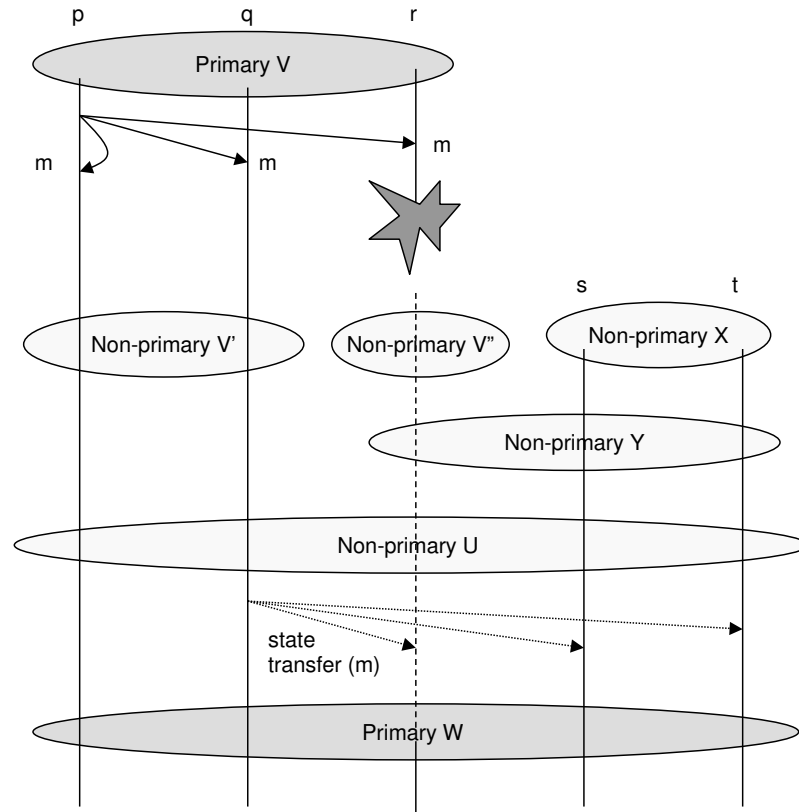 p q r
Primary V
m m m
s t
Non-primary V' Non-primary V" Non-primary X
Non-primary Y
Non-primary U
state
transfer (m)
Primary W